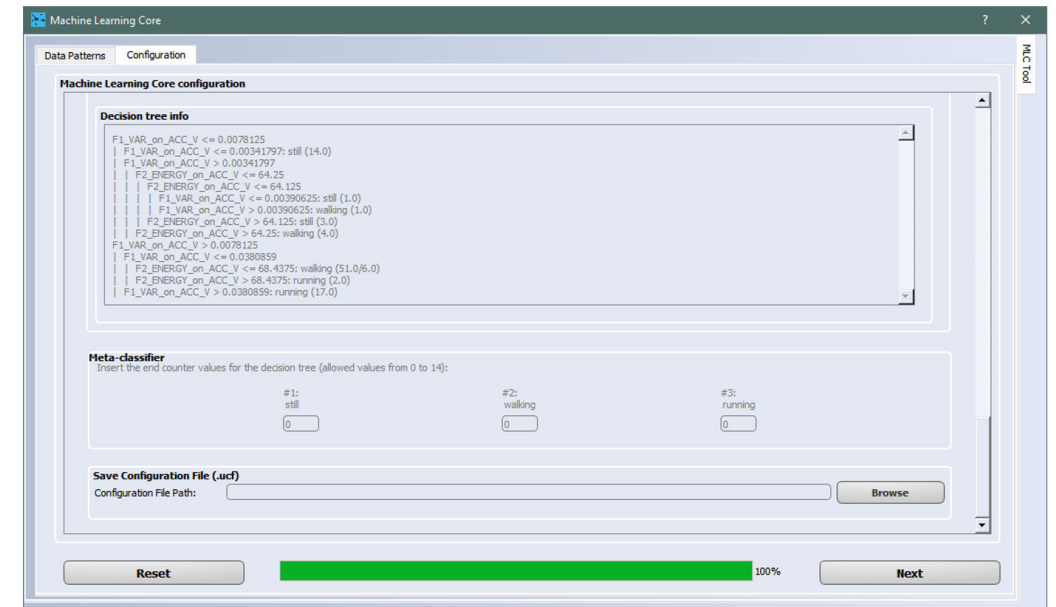 Machine Learning Core
? ×
Data Patterns Configuration
MLC Tool
Machine Learning Core configuration
Decision tree info
F1_VAR_on_ACC_V <= 0.0078125
| F1_VAR_on_ACC_V <= 0.00341797: still (14.0)
| F1_VAR_on_ACC_V > 0.00341797
| | F2_ENERGY_on_ACC_V <= 64.25
| | | F2_ENERGY_on_ACC_V <= 64.125
| | | | F1_VAR_on_ACC_V <= 0.00390625: still (1.0)
| | | | F1_VAR_on_ACC_V > 0.00390625: walking (1.0)
| | | F2_ENERGY_on_ACC_V > 64.125: still (3.0)
| | F2_ENERGY_on_ACC_V > 64.25: walking (4.0)
F1_VAR_on_ACC_V > 0.0078125
| F1_VAR_on_ACC_V <= 0.0380859
| | F2_ENERGY_on_ACC_V <= 68.4375: walking (51.0/6.0)
| | F2_ENERGY_on_ACC_V > 68.4375: running (2.0)
| F1_VAR_on_ACC_V > 0.0380859: running (17.0)
Meta-classifier
Insert the end counter values for the decision tree (allowed values from 0 to 14):
#1: #2: #3:
still walking running
0 0 0
Save Configuration File (.ucf)
Configuration File Path: Browse
Reset 100% Next